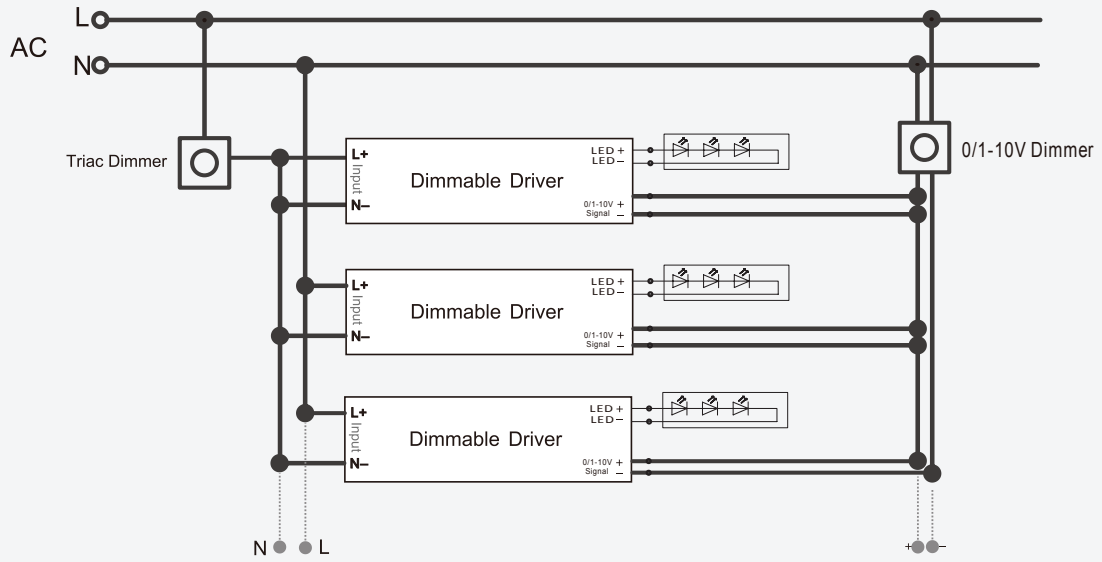 L
AC
N
Triac Dimmer
0/1-10V Dimmer
L+
Input
N–
Dimmable Driver
LED +
LED –
0/1-10V +
Signal –
L+
Input
N–
Dimmable Driver
LED +
LED –
0/1-10V +
Signal –
L+
Input
N–
Dimmable Driver
LED +
LED –
0/1-10V +
Signal –
N L
+ –